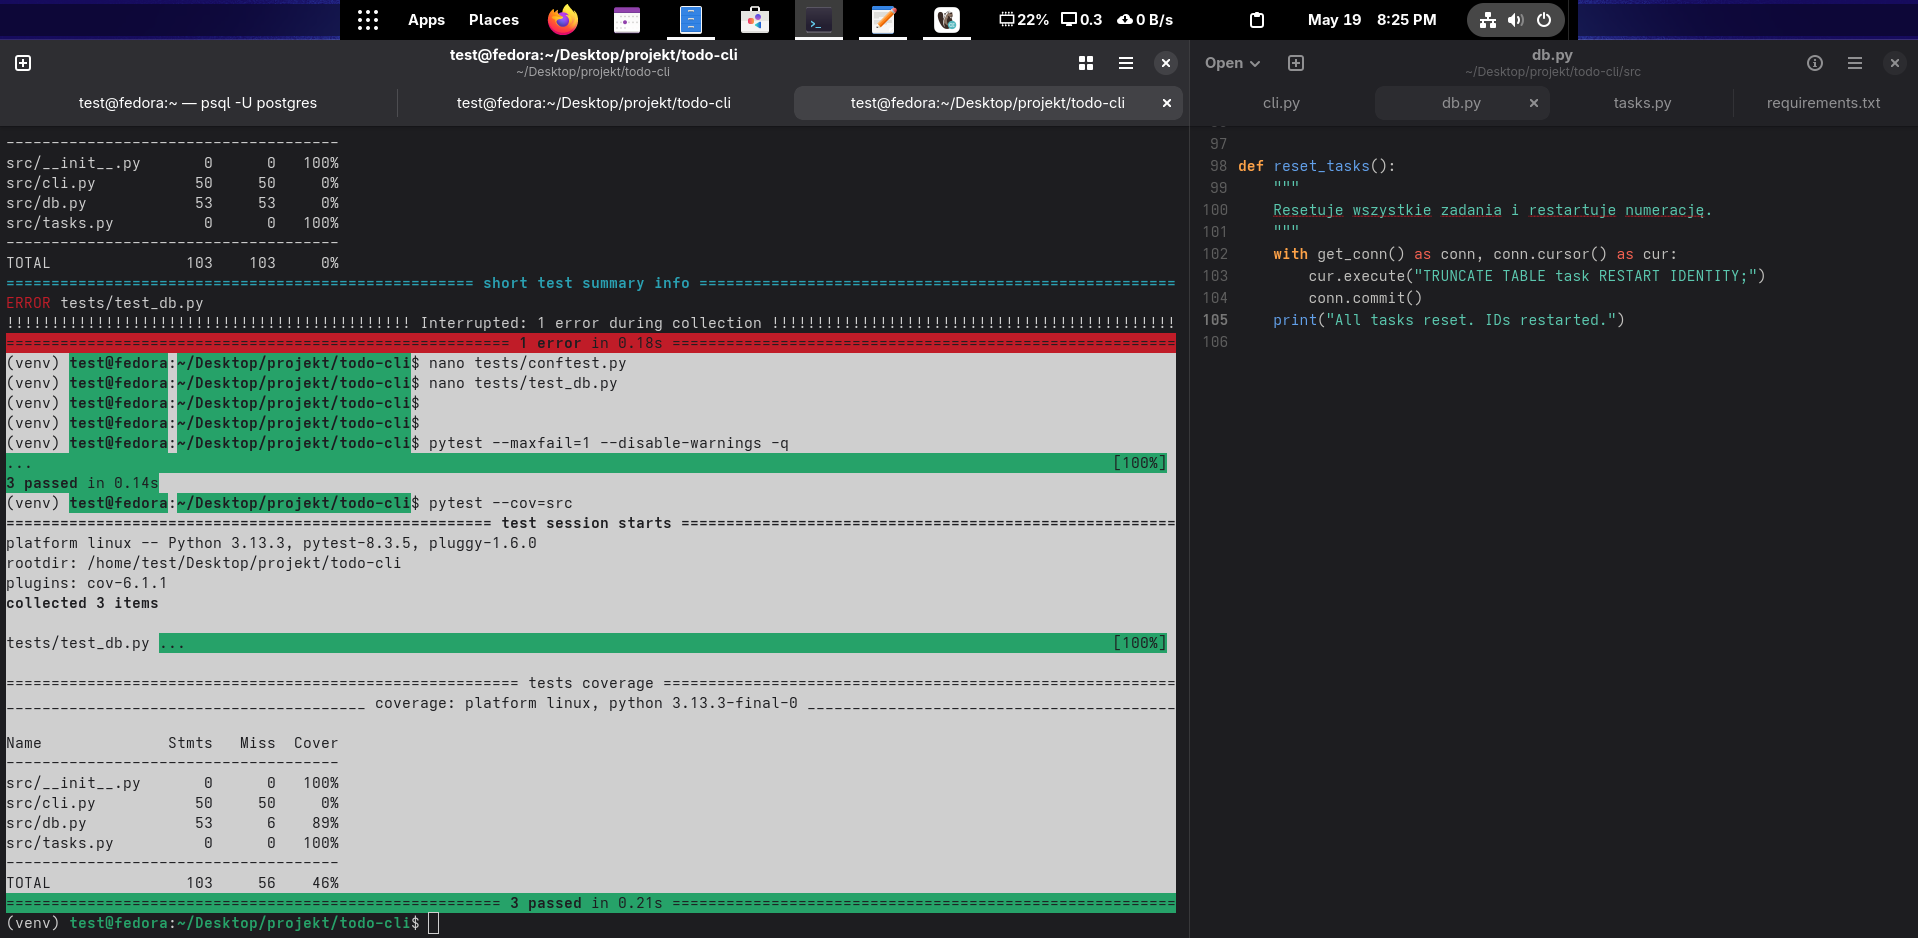 Apps Places 22% 0.3 0 B/s May 19 8:25 PM
test@fedora:~/Desktop/projekt/todo-cli
~/Desktop/projekt/todo-cli
test@fedora:~ — psql -U postgres test@fedora:~/Desktop/projekt/todo-cli test@fedora:~/Desktop/projekt/todo-cli
-------------------------------------
src/__init__.py       0      0   100%
src/cli.py           50     50     0%
src/db.py            53     53     0%
src/tasks.py          0      0   100%
-------------------------------------
TOTAL               103    103     0%
==================================================== short test summary info =====================================================
ERROR tests/test_db.py
!!!!!!!!!!!!!!!!!!!!!!!!!!!!!!!!!!!!!!!!!!!!! Interrupted: 1 error during collection !!!!!!!!!!!!!!!!!!!!!!!!!!!!!!!!!!!!!!!!!!!!!
======================================================== 1 error in 0.18s ========================================================
(venv) test@fedora:~/Desktop/projekt/todo-cli$ nano tests/conftest.py
(venv) test@fedora:~/Desktop/projekt/todo-cli$ nano tests/test_db.py
(venv) test@fedora:~/Desktop/projekt/todo-cli$
(venv) test@fedora:~/Desktop/projekt/todo-cli$
(venv) test@fedora:~/Desktop/projekt/todo-cli$ pytest --maxfail=1 --disable-warnings -q
... [100%]
3 passed in 0.14s
(venv) test@fedora:~/Desktop/projekt/todo-cli$ pytest --cov=src
====================================================== test session starts =======================================================
platform linux -- Python 3.13.3, pytest-8.3.5, pluggy-1.6.0
rootdir: /home/test/Desktop/projekt/todo-cli
plugins: cov-6.1.1
collected 3 items
tests/test_db.py ... [100%]
========================================================= tests coverage =========================================================
________________________________________ coverage: platform linux, python 3.13.3-final-0 _________________________________________
Name              Stmts   Miss  Cover
-------------------------------------
src/__init__.py       0      0   100%
src/cli.py           50     50     0%
src/db.py            53      6    89%
src/tasks.py          0      0   100%
-------------------------------------
TOTAL               103     56    46%
======================================================= 3 passed in 0.21s ========================================================
(venv) test@fedora:~/Desktop/projekt/todo-cli$
Open
db.py
~/Desktop/projekt/todo-cli/src
cli.py db.py tasks.py requirements.txt
97
98 def reset_tasks():
99     """
100     Resetuje wszystkie zadania i restartuje numerację.
101     """
102     with get_conn() as conn, conn.cursor() as cur:
103         cur.execute("TRUNCATE TABLE task RESTART IDENTITY;")
104         conn.commit()
105     print("All tasks reset. IDs restarted.")
106